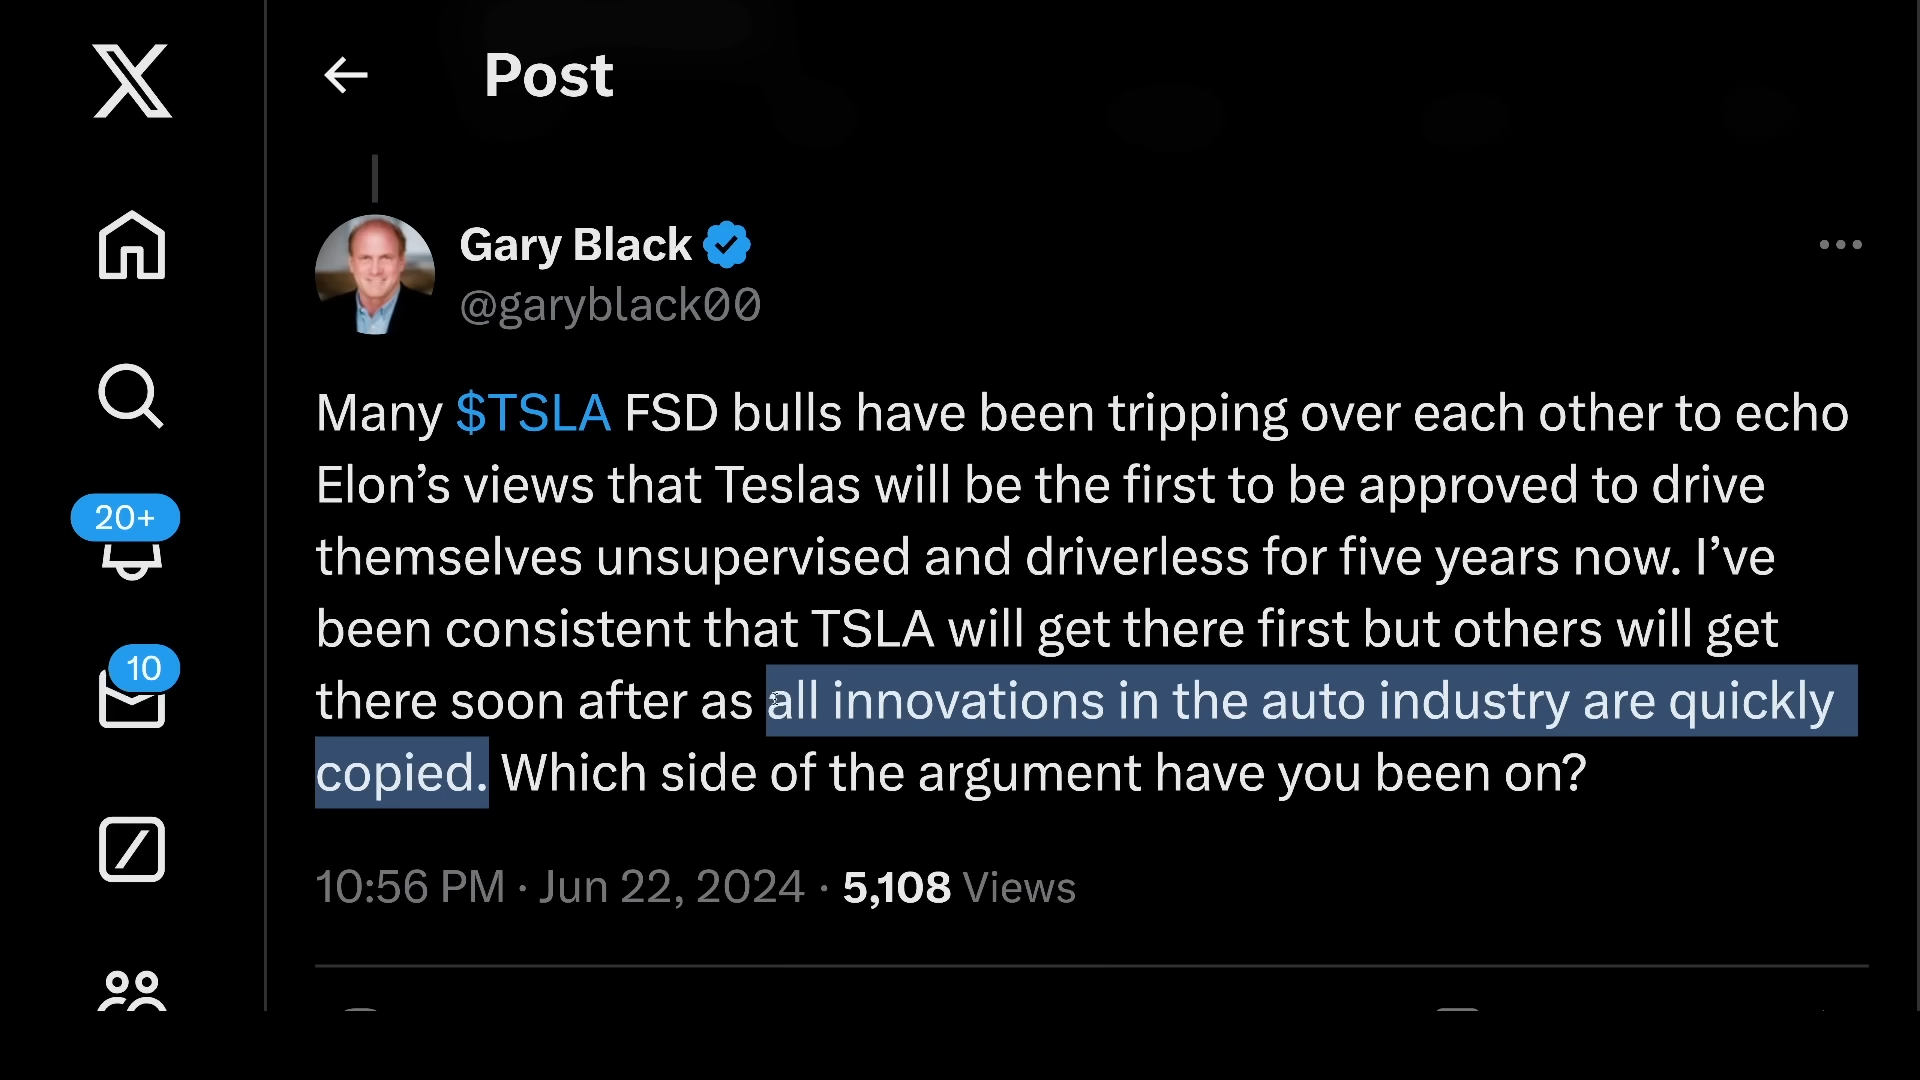 Post
Gary Black
@garyblack00
Many $TSLA FSD bulls have been tripping over each other to echo
Elon’s views that Teslas will be the first to be approved to drive
themselves unsupervised and driverless for five years now. I’ve
been consistent that TSLA will get there first but others will get
there soon after as all innovations in the auto industry are quickly
copied. Which side of the argument have you been on?
10:56 PM · Jun 22, 2024 · 5,108 Views
20+
10